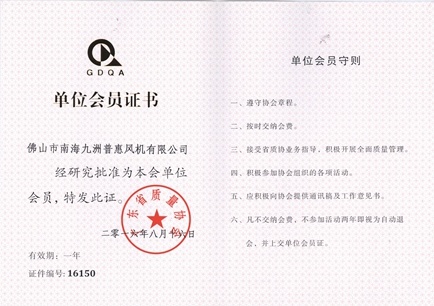 GDQA
单位会员证书
佛山市南海九洲普惠风机有限公司
经研究批准为本会单位
会员，特发此证。
东省质量协会
二零一六年八月十六日
有效期：一年
证件编号：16150
单位会员守则
一、遵守协会章程。
二、按时交纳会费。
三、接受省质协业务指导，积极开展全面质量管理。
四、积极参加协会组织的各项活动。
五、应积极向协会提供通讯稿及工作意见书。
六、凡不交纳会费，不参加活动两年即视为自动退
会，并上交单位会员证。